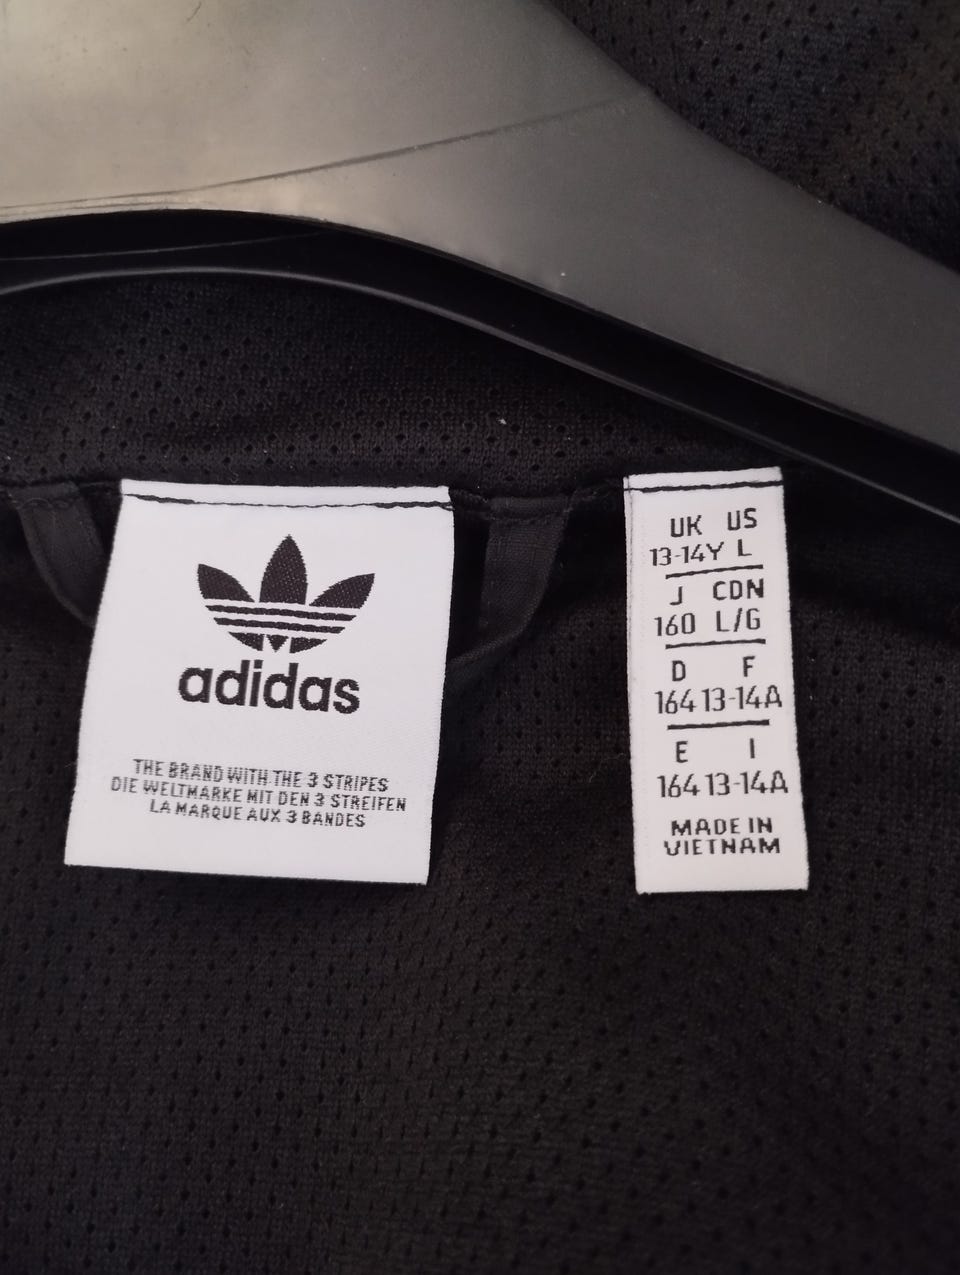 adidas
THE BRAND WITH THE 3 STRIPES
DIE WELTMARKE MIT DEN 3 STREIFEN
LA MARQUE AUX 3 BANDES
UK US
13-14Y L
J CDN
160 L/G
D F
164 13-14A
E I
164 13-14A
MADE IN
VIETNAM